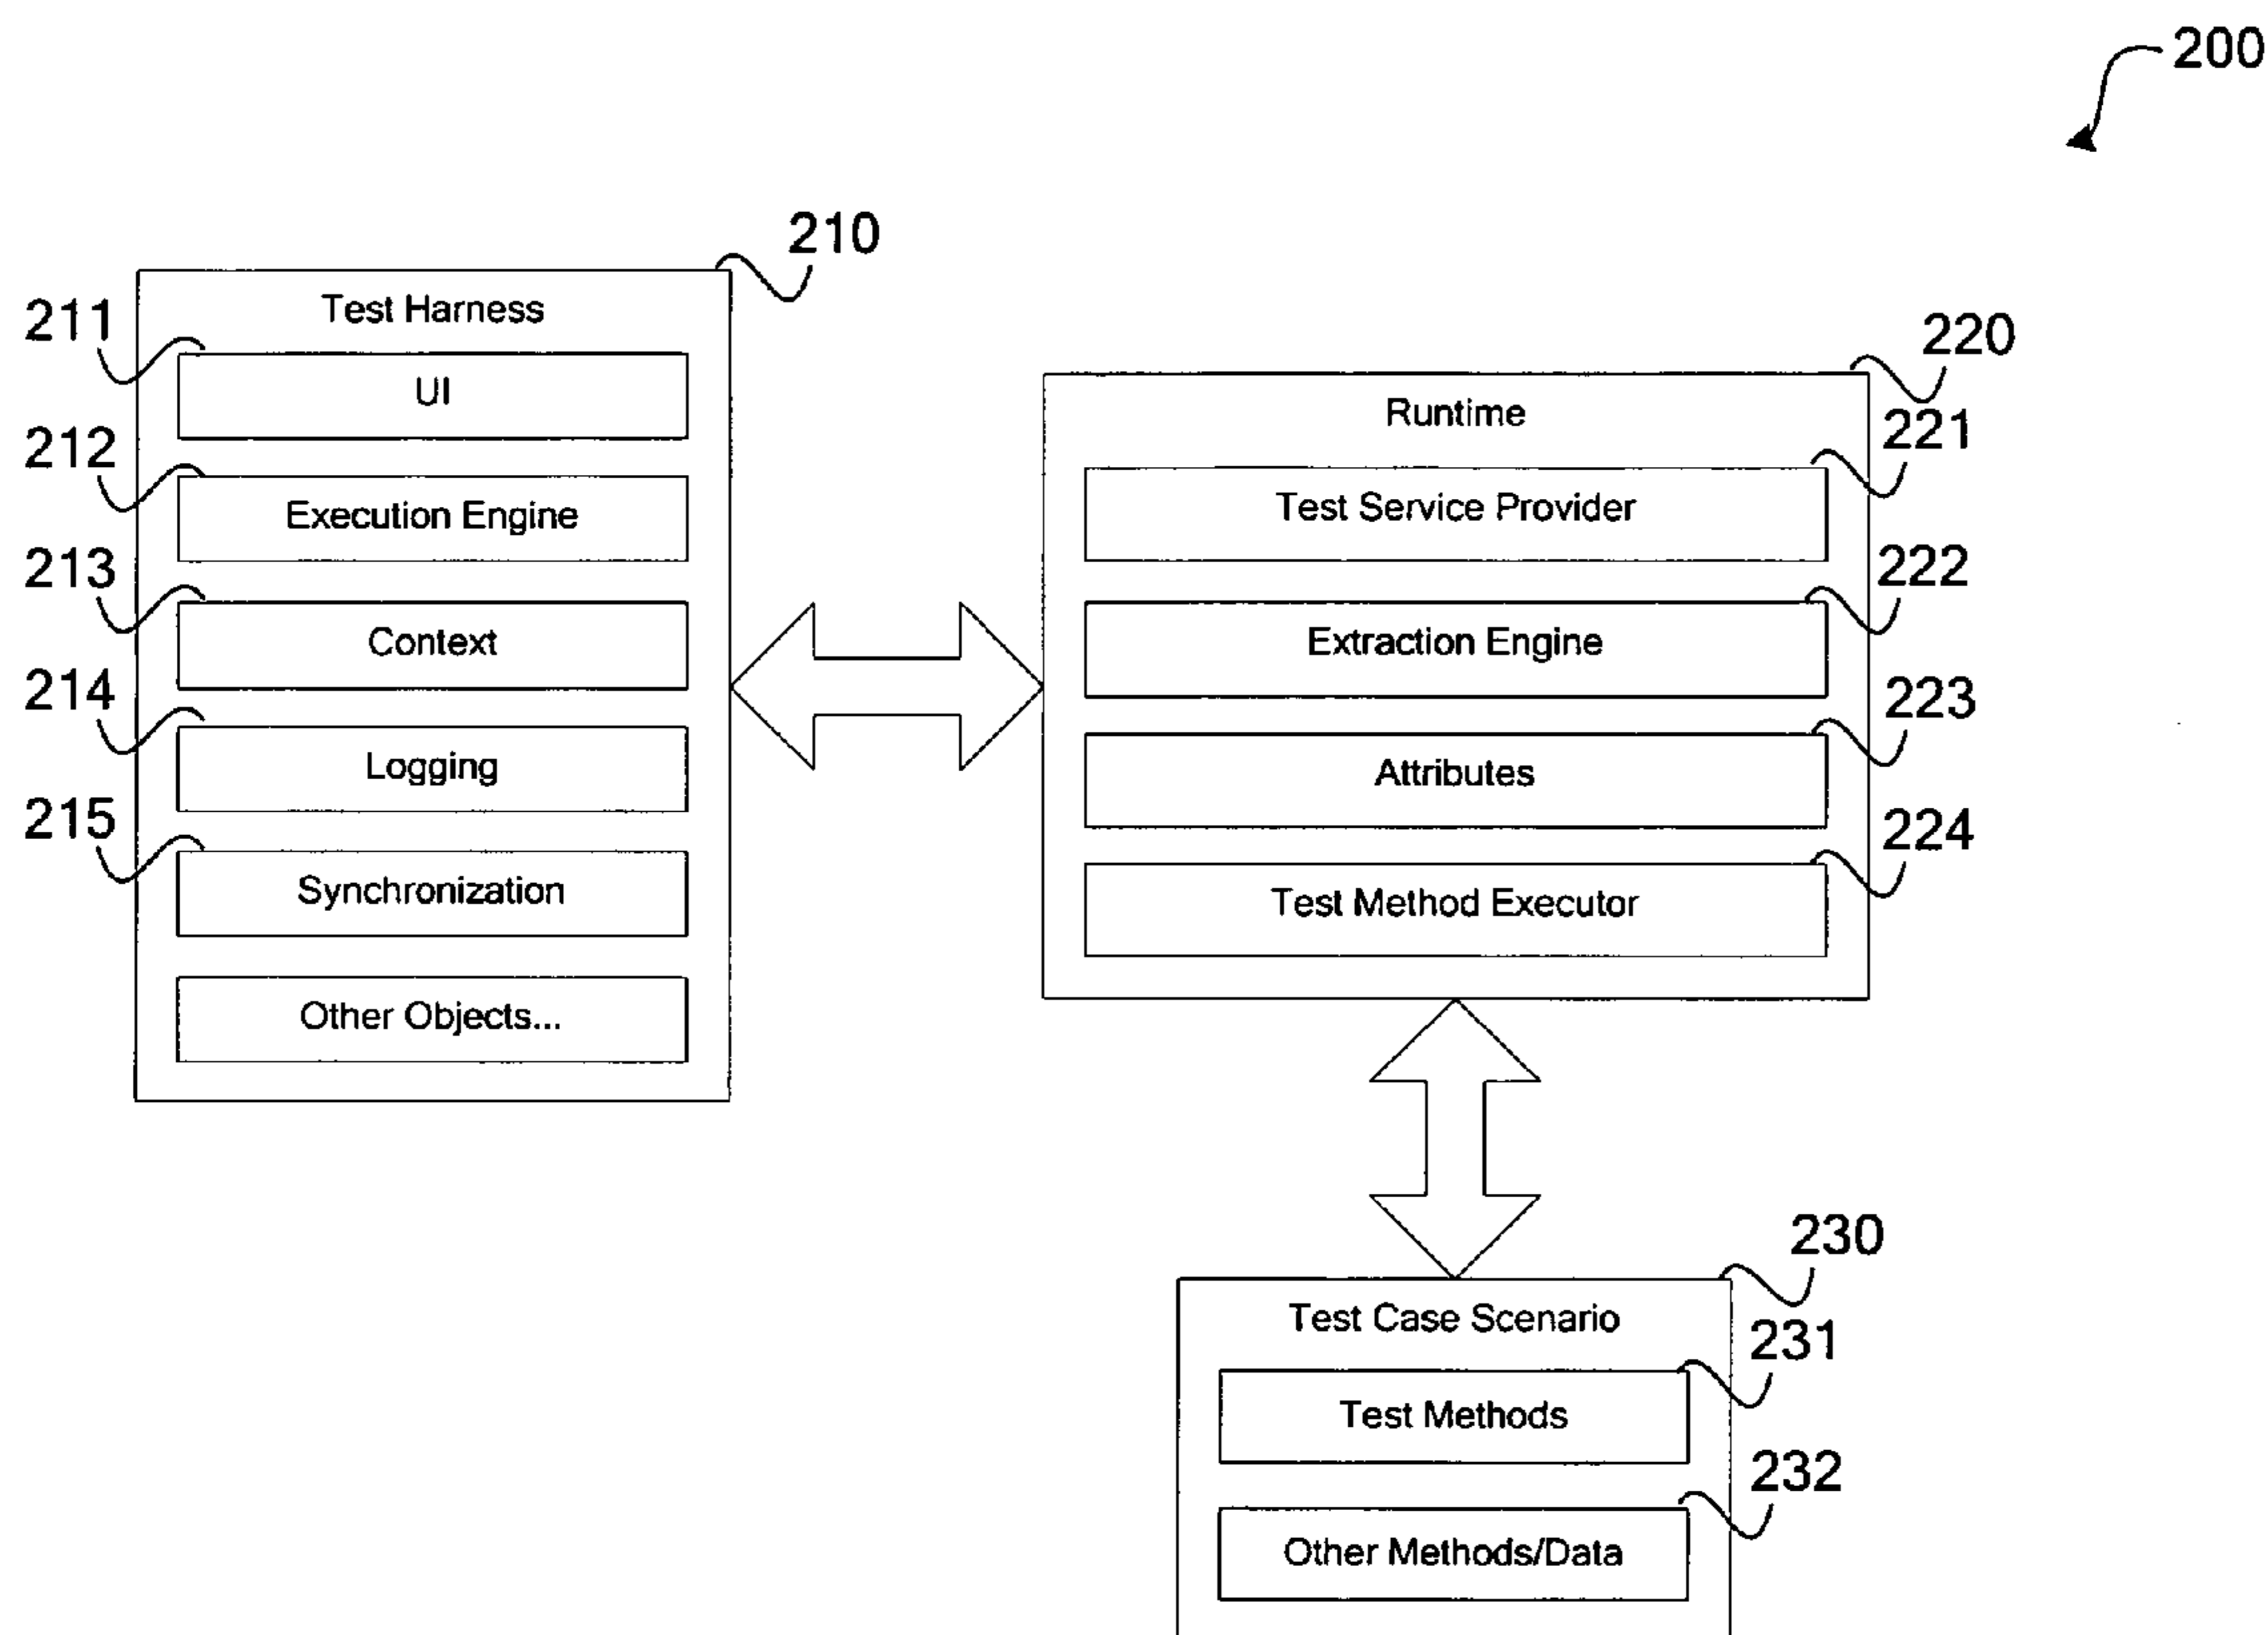 200
210
Test Harness
211
UI
212
Execution Engine
213
Context
214
Logging
215
Synchronization
Other Objects...
220
Runtime
221
Test Service Provider
222
Extraction Engine
223
Attributes
224
Test Method Executor
230
Test Case Scenario
231
Test Methods
232
Other Methods/Data